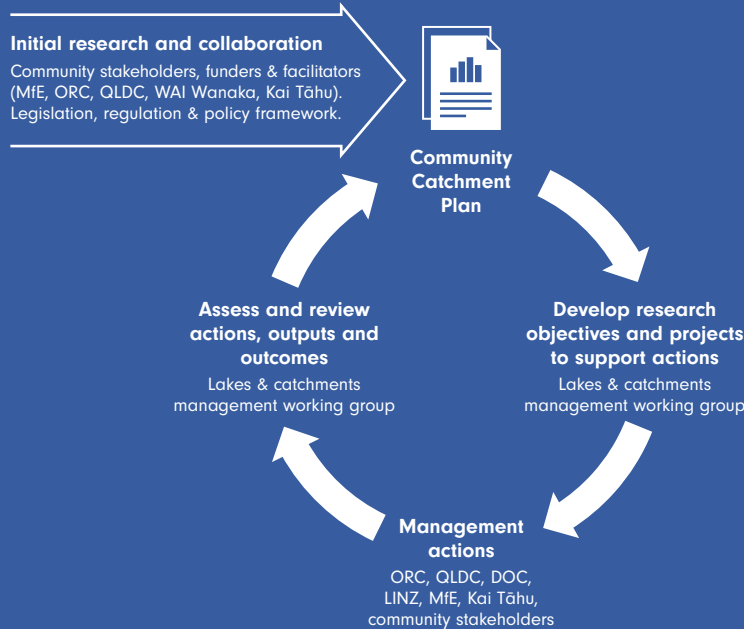 Initial research and collaboration
Community stakeholders, funders & facilitators
(MfE, ORC, QLDC, WAI Wanaka, Kai Tāhu).
Legislation, regulation & policy framework.
Community
Catchment
Plan
Develop research
objectives and projects
to support actions
Lakes & catchments
management working group
Management
actions
ORC, QLDC, DOC,
LINZ, MfE, Kai Tāhu,
community stakeholders
Assess and review
actions, outputs and
outcomes
Lakes & catchments
management working group